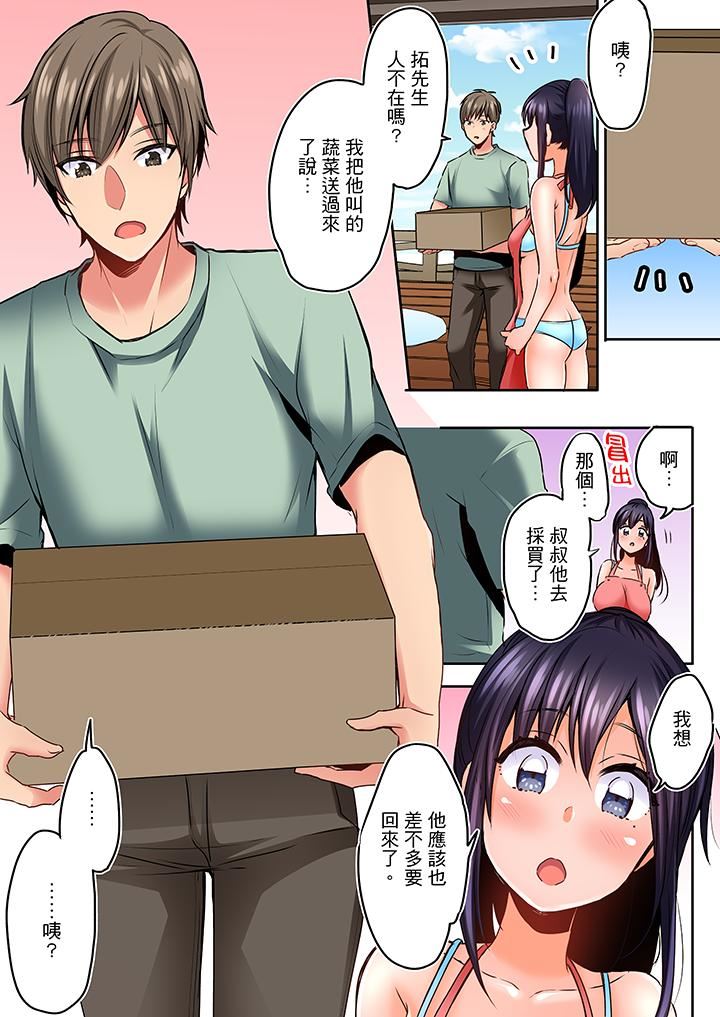 咦？
拓先生
人不在嗎？
我把他叫的
蔬菜送過來
了說…
啊…
冒出
那個…
叔叔他去
採買了…
我想
他應該也
差不多要
回來了。
……
……咦？